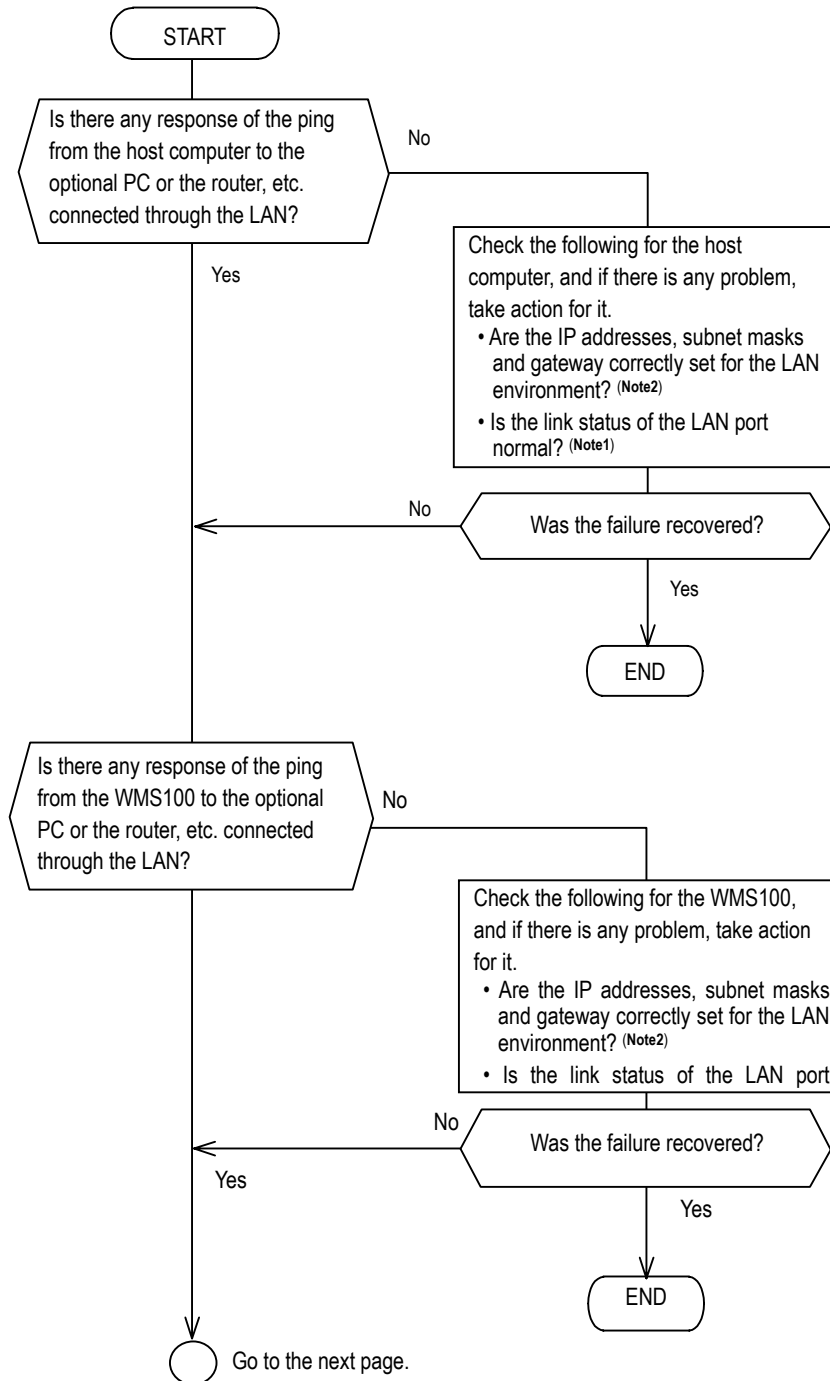 START
Is there any response of the ping
from the host computer to the
optional PC or the router, etc.
connected through the LAN?
No
Yes
Check the following for the host
computer, and if there is any problem,
take action for it.
• Are the IP addresses, subnet masks
and gateway correctly set for the LAN
environment? (Note2)
• Is the link status of the LAN port
normal? (Note1)
No
Was the failure recovered?
Yes
END
Is there any response of the ping
from the WMS100 to the optional
PC or the router, etc. connected
through the LAN?
No
Check the following for the WMS100,
and if there is any problem, take action
for it.
• Are the IP addresses, subnet masks
and gateway correctly set for the LAN
environment? (Note2)
• Is the link status of the LAN port
No
Was the failure recovered?
Yes
Yes
END
Go to the next page.